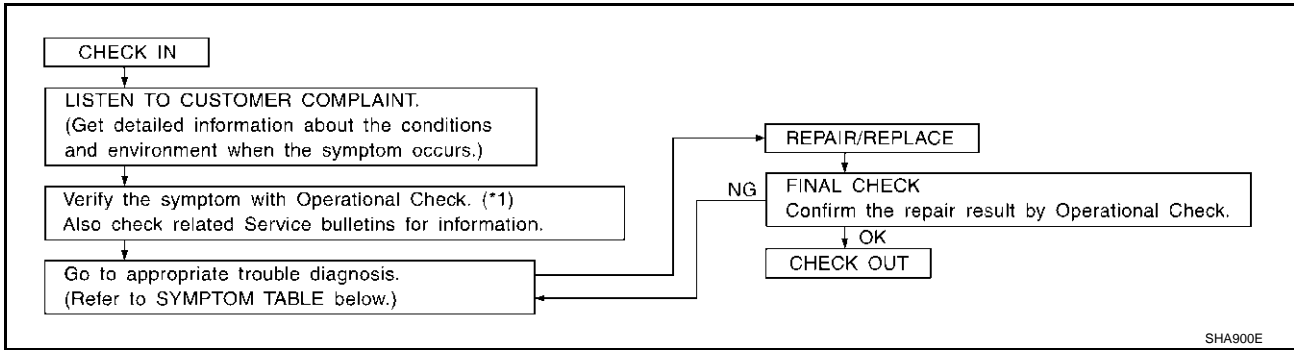 CHECK IN
LISTEN TO CUSTOMER COMPLAINT.
(Get detailed information about the conditions
and environment when the symptom occurs.)
Verify the symptom with Operational Check. (*1)
Also check related Service bulletins for information.
Go to appropriate trouble diagnosis.
(Refer to SYMPTOM TABLE below.)
REPAIR/REPLACE
NG
FINAL CHECK
Confirm the repair result by Operational Check.
OK
CHECK OUT
SHA900E